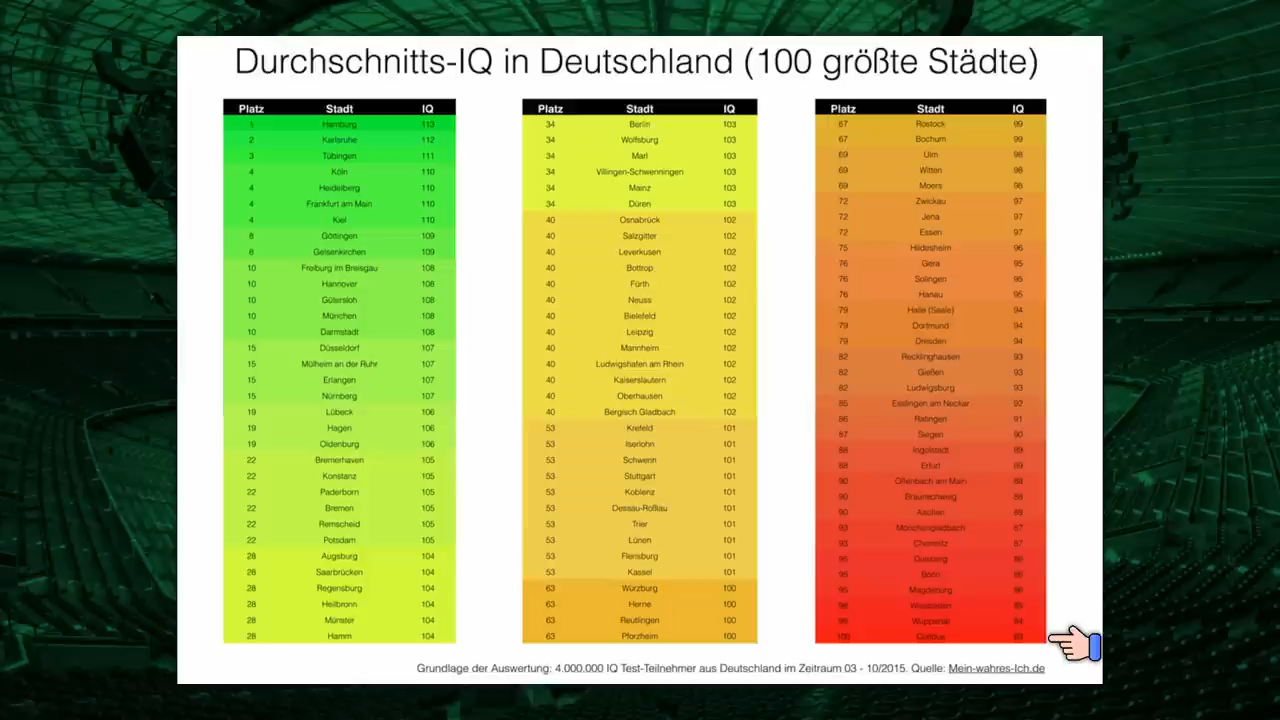 Durchschnitts-IQ in Deutschland (100 größte Städte)
Platz Stadt IQ
1 Hamburg 113
2 Karlsruhe 112
3 Tübingen 111
4 Köln 110
4 Heidelberg 110
4 Frankfurt am Main 110
4 Kiel 110
8 Göttingen 109
8 Gelsenkirchen 109
10 Freiburg im Breisgau 108
10 Hannover 108
10 Gütersloh 108
10 München 108
10 Darmstadt 108
15 Düsseldorf 107
15 Mülheim an der Ruhr 107
15 Erlangen 107
15 Nürnberg 107
19 Lübeck 106
19 Hagen 106
19 Oldenburg 106
22 Bremerhaven 105
22 Konstanz 105
22 Paderborn 105
22 Bremen 105
22 Remscheid 105
22 Potsdam 105
28 Augsburg 104
28 Saarbrücken 104
28 Regensburg 104
28 Heilbronn 104
28 Münster 104
28 Hamm 104
Platz Stadt IQ
34 Berlin 103
34 Wolfsburg 103
34 Marl 103
34 Villingen-Schwenningen 103
34 Mainz 103
34 Düren 103
40 Osnabrück 102
40 Salzgitter 102
40 Leverkusen 102
40 Bottrop 102
40 Fürth 102
40 Neuss 102
40 Bielefeld 102
40 Leipzig 102
40 Mannheim 102
40 Ludwigshafen am Rhein 102
40 Kaiserslautern 102
40 Oberhausen 102
40 Bergisch Gladbach 102
53 Krefeld 101
53 Iserlohn 101
53 Schwerin 101
53 Stuttgart 101
53 Koblenz 101
53 Dessau-Roßlau 101
53 Trier 101
53 Lünen 101
53 Flensburg 101
53 Kassel 101
63 Würzburg 100
63 Herne 100
63 Reutlingen 100
63 Pforzheim 100
Platz Stadt IQ
67 Rostock 99
67 Bochum 99
69 Ulm 98
69 Witten 98
69 Moers 98
72 Zwickau 97
72 Jena 97
72 Essen 97
75 Hildesheim 96
76 Gera 95
76 Solingen 95
76 Hanau 95
79 Halle (Saale) 94
79 Dortmund 94
79 Dresden 94
82 Recklinghausen 93
82 Gießen 93
82 Ludwigsburg 93
85 Esslingen am Neckar 92
86 Ratingen 91
87 Siegen 90
88 Ingolstadt 89
88 Erfurt 89
90 Offenbach am Main 88
90 Braunschweig 88
90 Aachen 88
93 Mönchengladbach 87
93 Chemnitz 87
95 Duisburg 86
95 Bonn 86
95 Magdeburg 86
98 Wiesbaden 85
Wuppertal 84
100 Cottbus 83
Grundlage der Auswertung: 4.000.000 IQ Test-Teilnehmer aus Deutschland im Zeitraum 03 - 10/2015. Quelle: Mein-wahres-Ich.de